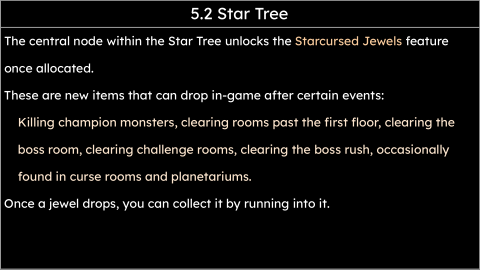 5.2 Star Tree
The central node within the Star Tree unlocks the Starcursed Jewels feature
once allocated.
These are new items that can drop in-game after certain events:
Killing champion monsters, clearing rooms past the first floor, clearing the
boss room, clearing challenge rooms, clearing the boss rush, occasionally
found in curse rooms and planetariums.
Once a jewel drops, you can collect it by running into it.